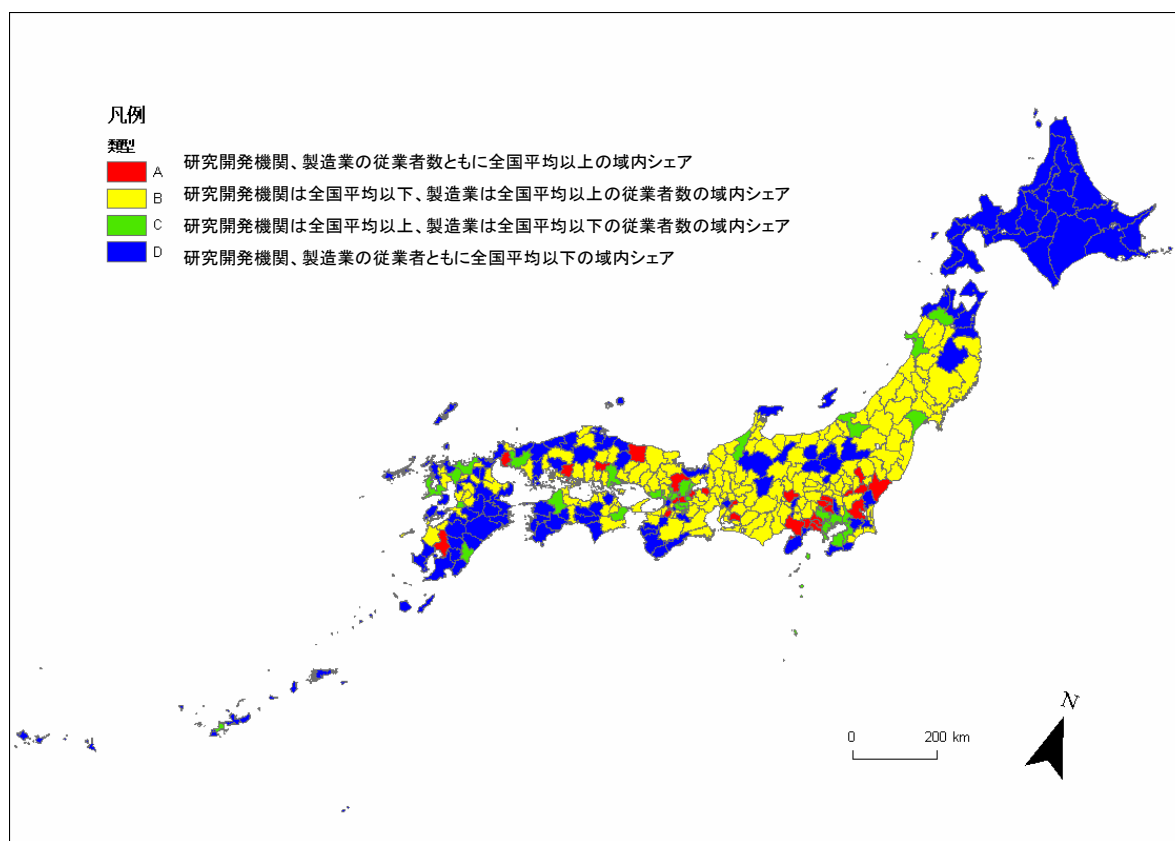 凡例
類型
A 研究開発機関、製造業の従業者数ともに全国平均以上の域内シェア
B 研究開発機関は全国平均以下、製造業は全国平均以上の従業者数の域内シェア
C 研究開発機関は全国平均以上、製造業は全国平均以下の従業者数の域内シェア
D 研究開発機関、製造業の従業者ともに全国平均以下の域内シェア
N
0 200 km